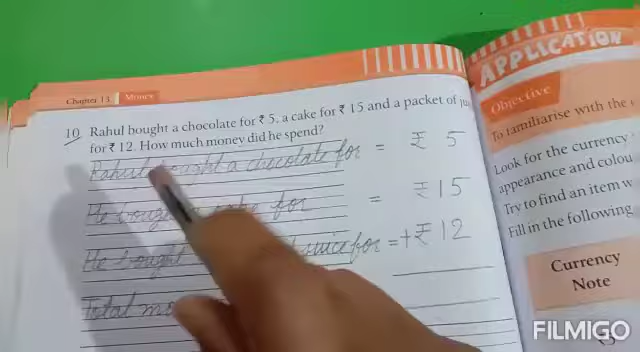 Chapter 13 Money
10 Rahul bought a chocolate for ₹ 5, a cake for ₹ 15 and a packet of
for ₹ 12. How much money did he spend?
Rahul bought a chocolate for = ₹ 5
He for = ₹ 15
He bought juice for = + ₹ 12
Total
APPLICATION
Objective
To familiarise with the
Look for the currency
appearance and colou
Try to find an item w
Fill in the following
Currency
Note
FILMIGO